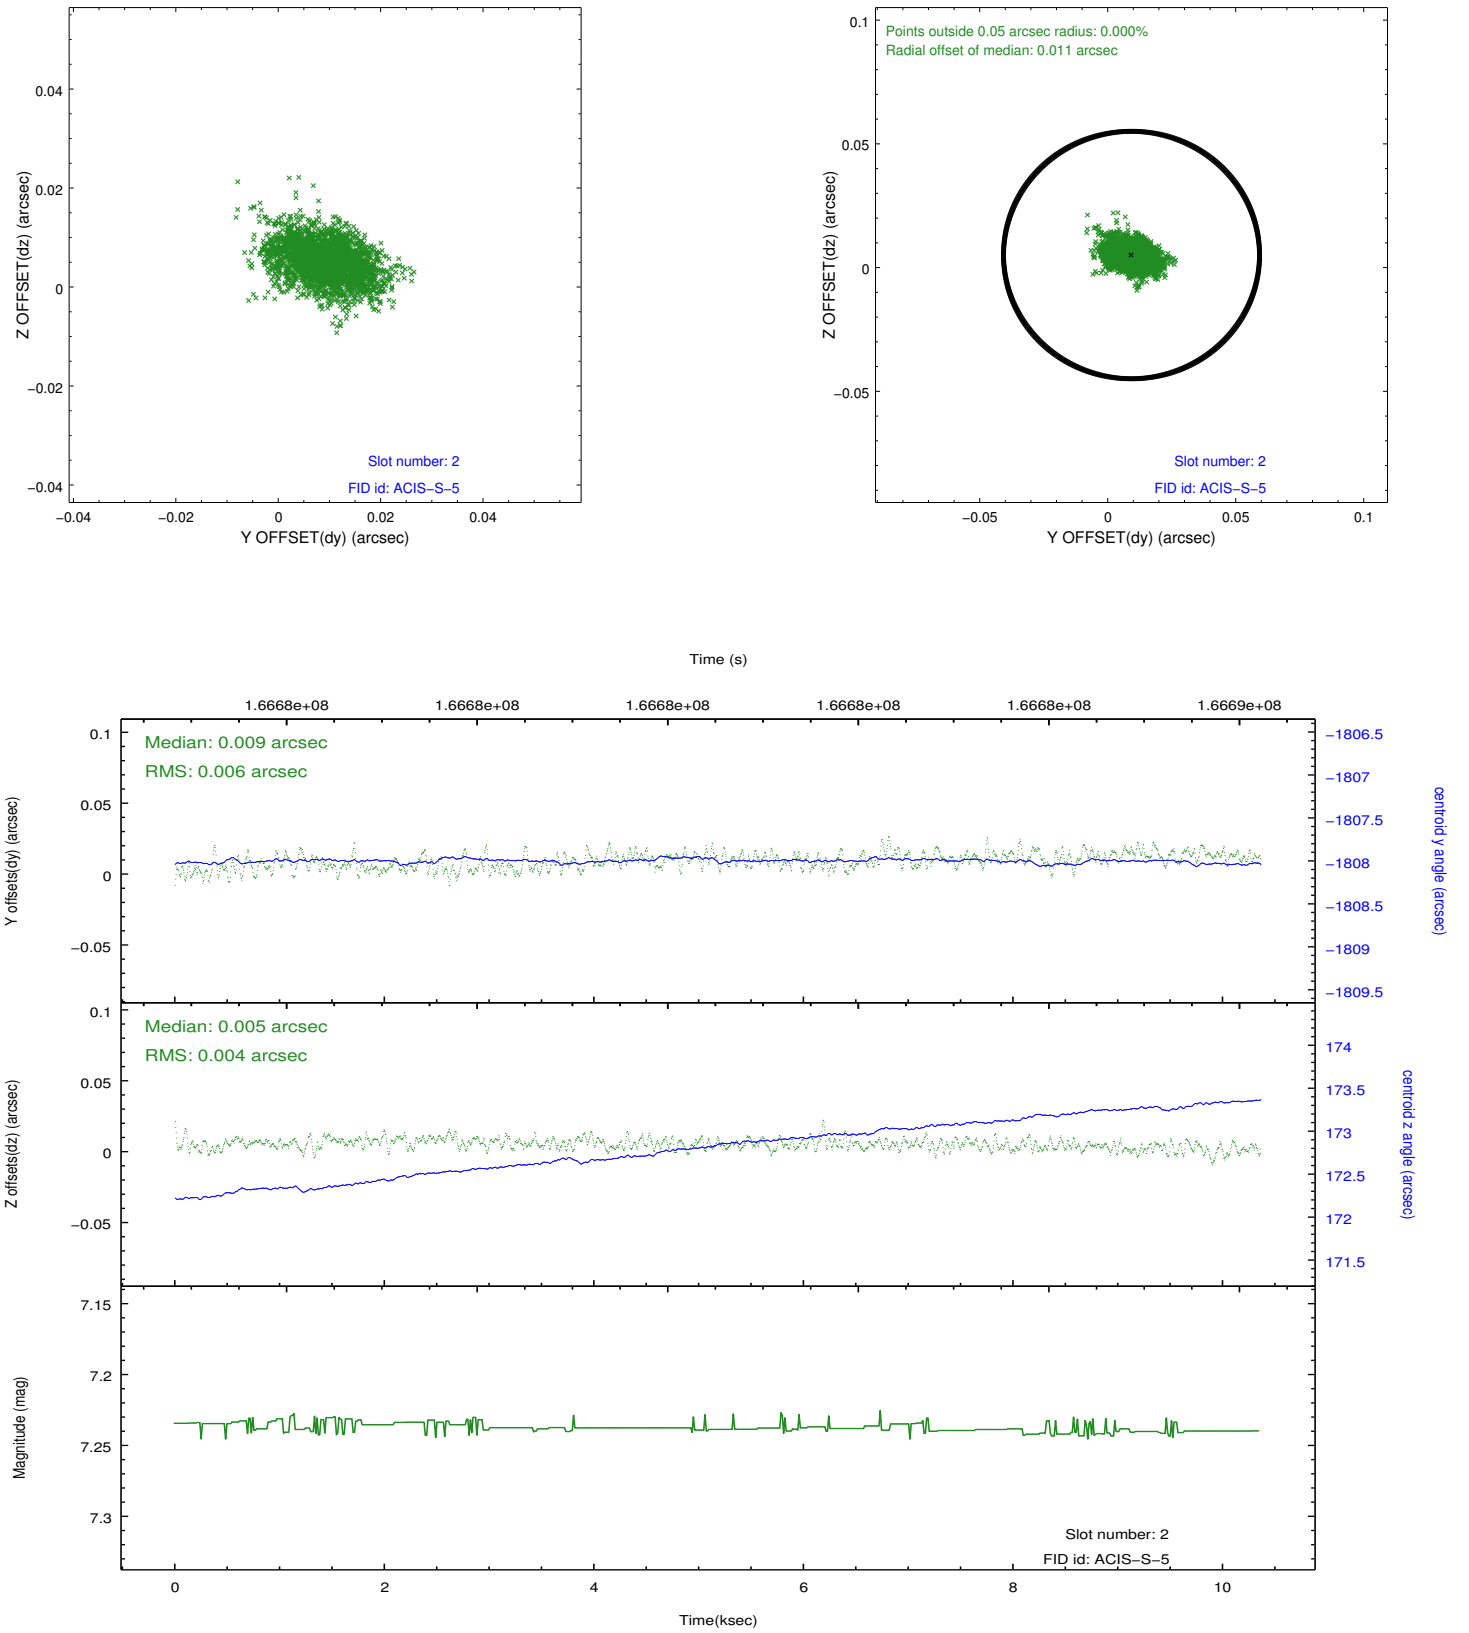 0.04
0.02
0
−0.02
−0.04
Z OFFSET(dz) (arcsec)
Slot number: 2
FID id: ACIS−S−5
−0.04
−0.02
0
0.02
0.04
Y OFFSET(dy) (arcsec)
Points outside 0.05 arcsec radius: 0.000%
Radial offset of median: 0.011 arcsec
0.1
0.05
0
−0.05
Z OFFSET(dz) (arcsec)
Slot number: 2
FID id: ACIS−S−5
−0.05
0
0.05
0.1
Y OFFSET(dy) (arcsec)
Time (s)
1.6668e+08
1.6668e+08
1.6668e+08
1.6668e+08
1.6668e+08
1.6669e+08
Median: 0.009 arcsec
RMS: 0.006 arcsec
0.1
0.05
0
−0.05
Y offsets(dy) (arcsec)
−1806.5
−1807
−1807.5
−1808
−1808.5
−1809
−1809.5
centroid y angle (arcsec)
Median: 0.005 arcsec
RMS: 0.004 arcsec
0.1
0.05
0
−0.05
Z offsets(dz) (arcsec)
174
173.5
173
172.5
172
171.5
centroid z angle (arcsec)
7.15
7.2
7.25
7.3
Magnitude (mag)
Slot number: 2
FID id: ACIS−S−5
0
2
4
6
8
10
Time(ksec)